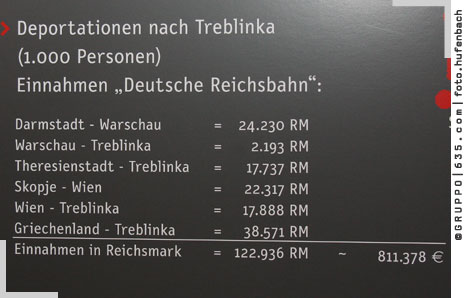 Deportationen nach Treblinka
(1.000 Personen)
Einnahmen „Deutsche Reichsbahn“:
Darmstadt - Warschau = 24.230 RM
Warschau - Treblinka = 2.193 RM
Theresienstadt - Treblinka = 17.737 RM
Skopje - Wien = 22.317 RM
Wien - Treblinka = 17.888 RM
Griechenland - Treblinka = 38.571 RM
Einnahmen in Reichsmark = 122.936 RM ~ 811.378 €
©GRUPPO|635.com|foto.hufenbach